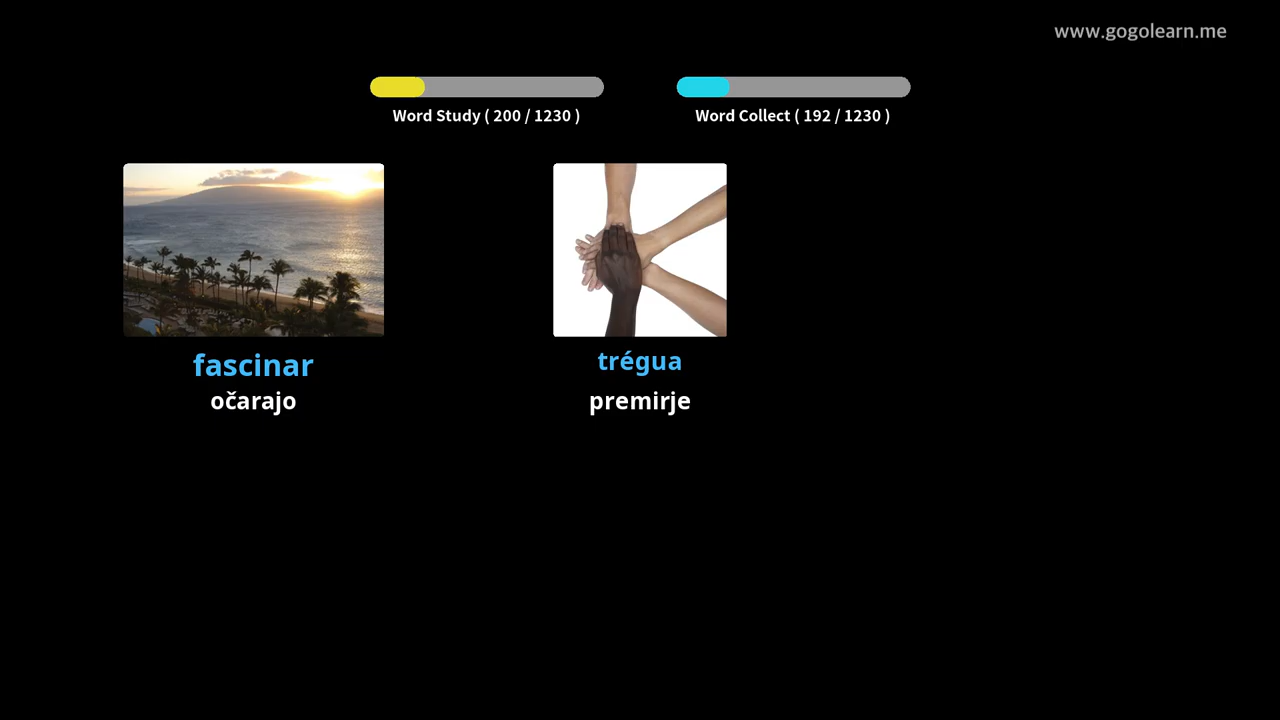 www.gogolearn.me
Word Study ( 200 / 1230 )
Word Collect ( 192 / 1230 )
fascinar
očarajo
trégua
premirje